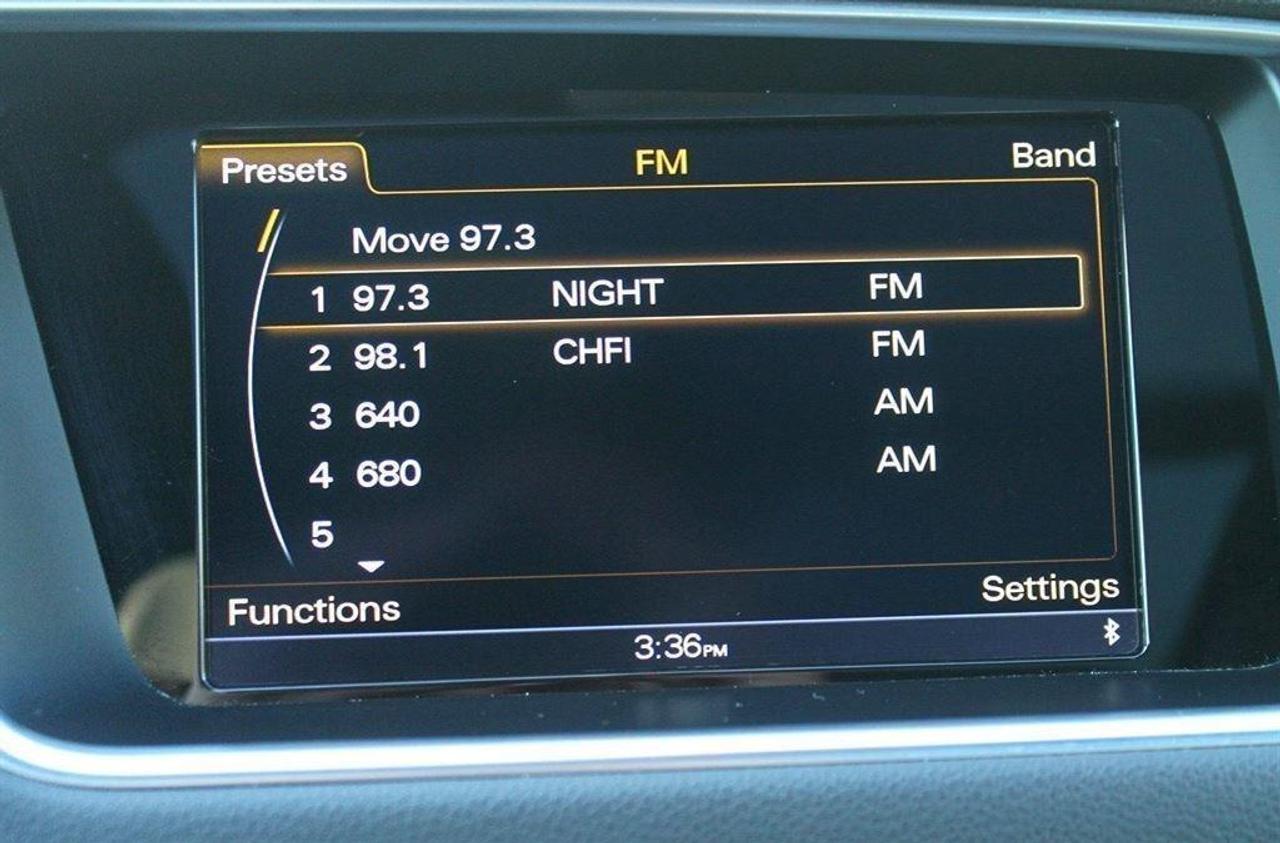 Presets FM Band
Move 97.3
1 97.3 NIGHT FM
2 98.1 CHFI FM
3 640 AM
4 680 AM
5
Functions Settings
3:36PM